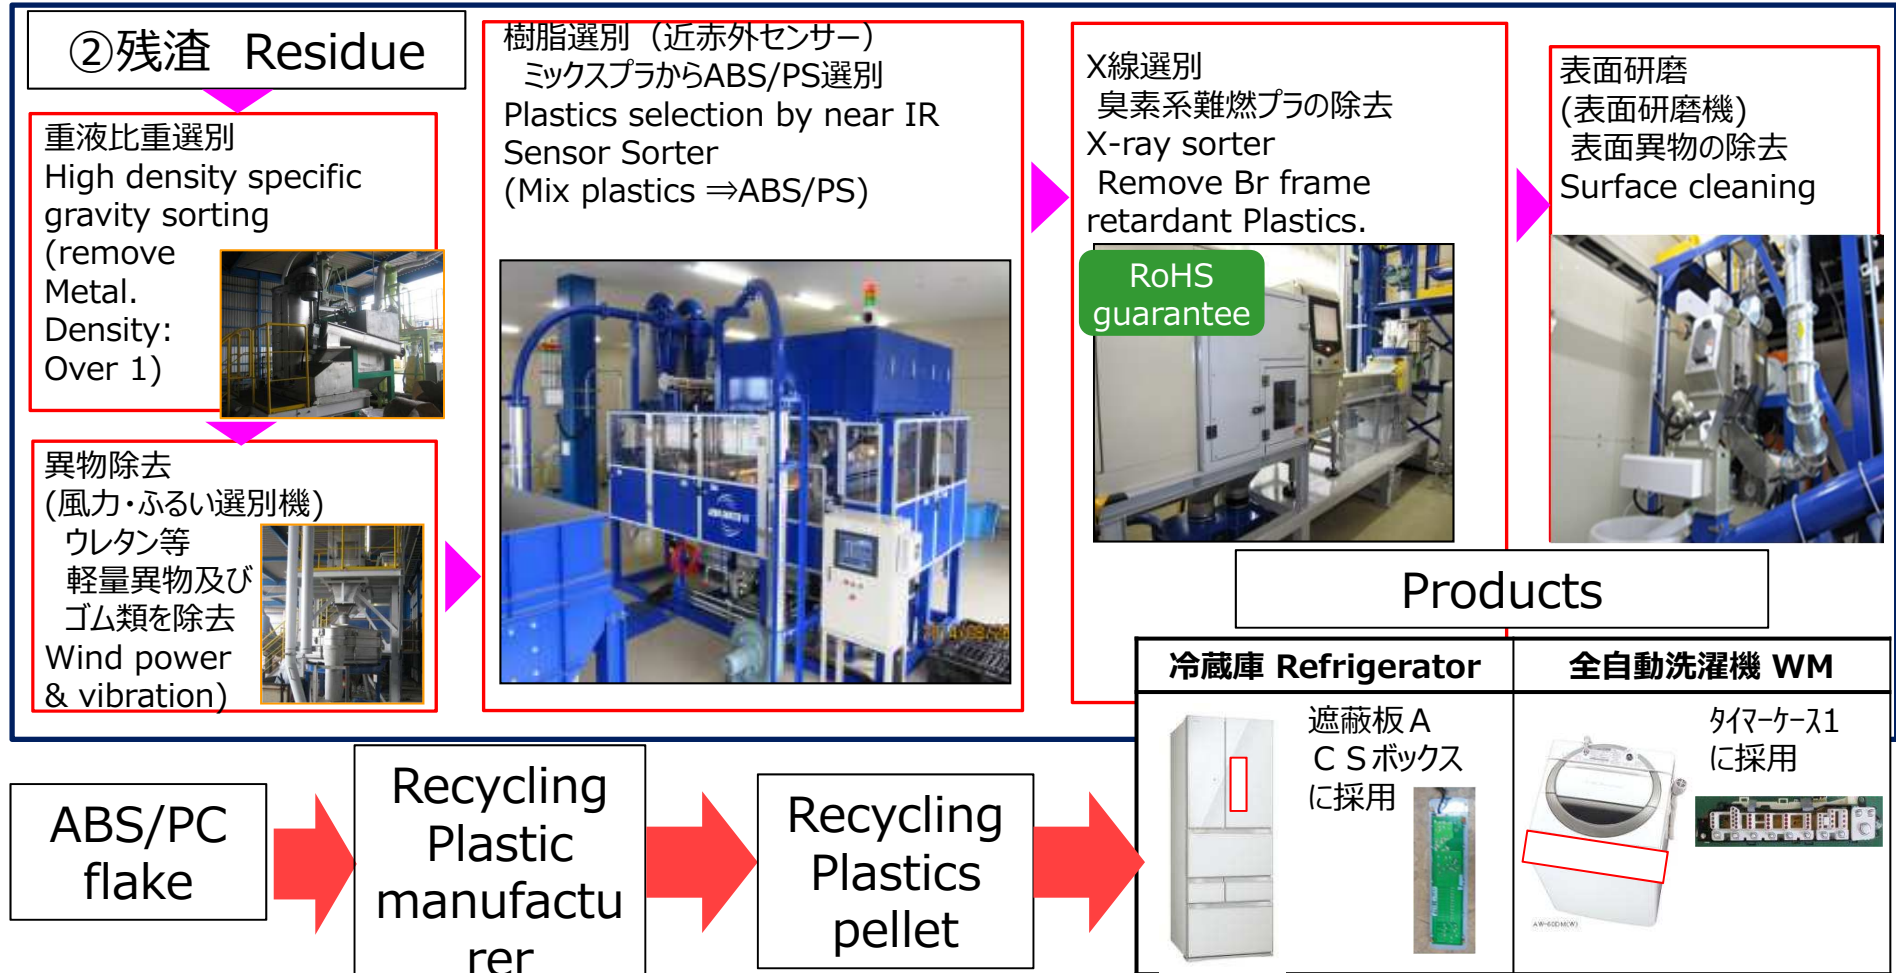 ②残渣 Residue
重液比重選別
High density specific
gravity sorting
(remove
Metal.
Density:
Over 1)
異物除去
(風力・ふるい選別機)
ウレタン等
軽量異物及び
ゴム類を除去
Wind power
& vibration)
樹脂選別（近赤外センサー）
ミックスプラからABS/PS選別
Plastics selection by near IR
Sensor Sorter
(Mix plastics ⇒ABS/PS)
X線選別
臭素系難燃プラの除去
X-ray sorter
Remove Br frame
retardant Plastics.
RoHS
guarantee
表面研磨
(表面研磨機)
表面異物の除去
Surface cleaning
Products
冷蔵庫 Refrigerator
全自動洗濯機 WM
遮蔽板A
ＣＳボックス
に採用
タイマーケース1
に採用
AW-60DM(W)
ABS/PC
flake
Recycling
Plastic
manufactu
rer
Recycling
Plastics
pellet